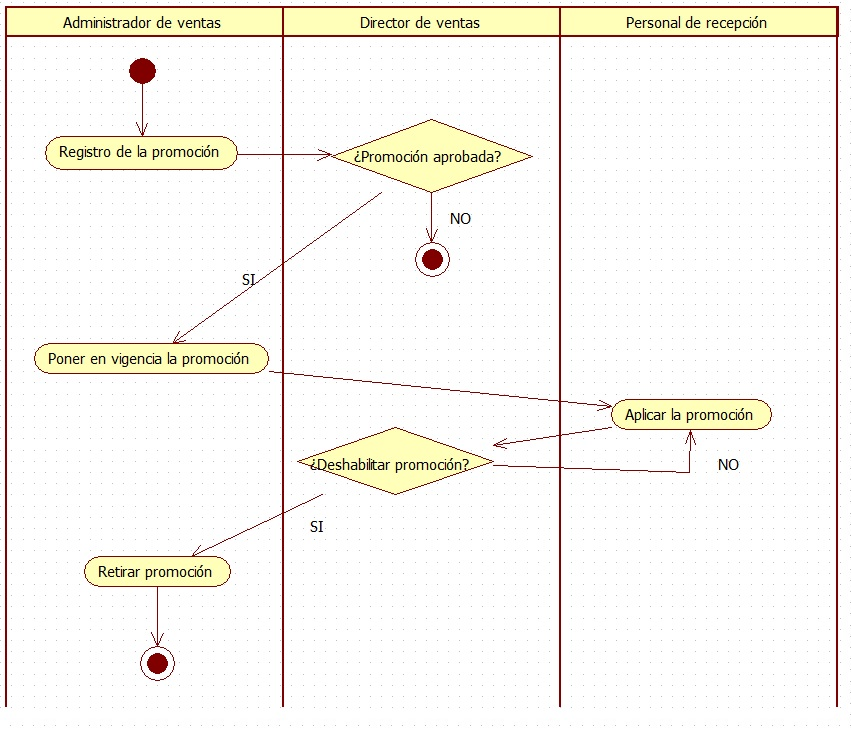 Administrador de ventas
Director de ventas
Personal de recepción
Registro de la promoción
¿Promoción aprobada?
NO
SI
Poner en vigencia la promoción
Aplicar la promoción
¿Deshabilitar promoción?
NO
SI
Retirar promoción